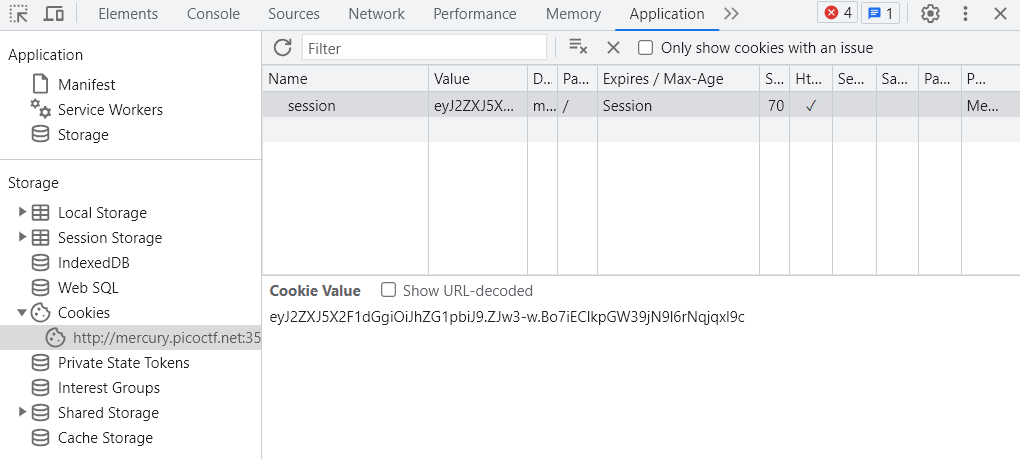 Elements Console Sources Network Performance Memory Application 4 1
Application
Manifest
Service Workers
Storage
Storage
Local Storage
Session Storage
IndexedDB
Web SQL
Cookies
http://mercury.picoctf.net:35
Private State Tokens
Interest Groups
Shared Storage
Cache Storage
Filter Only show cookies with an issue
Name Value D... Pa... Expires / Max-Age S... Ht... Se... Sa... Pa... P...
session eyJ2ZXJ5X... m... / Session 70 ✓ Me...
Cookie Value Show URL-decoded
eyJ2ZXJ5X2F1dGgiOiJhZG1pbiJ9.ZJw3-w.Bo7iEClkpGW39jN9l6rNqjqxl9c